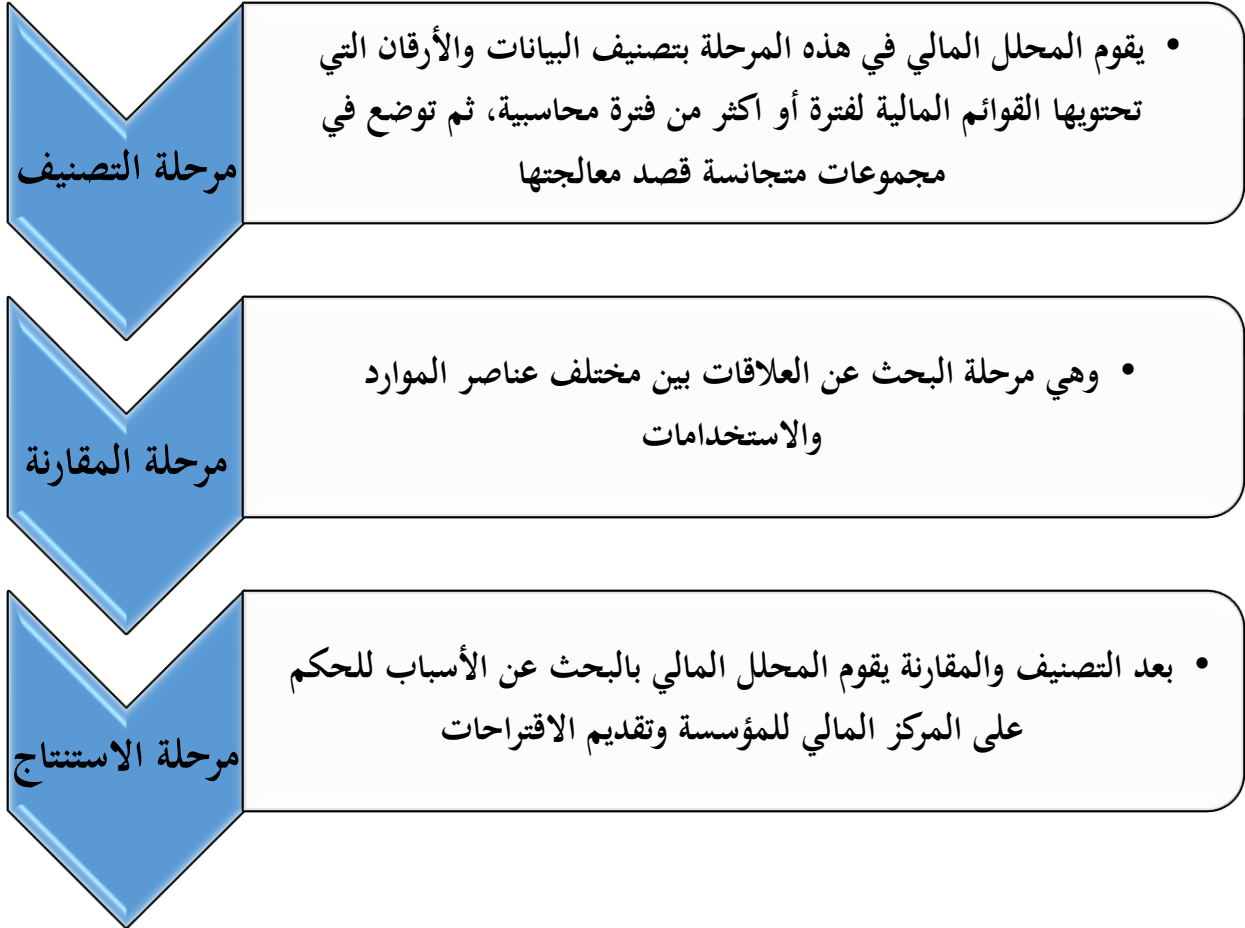 مرحلة التصنيف
• يقوم المحلل المالي في هذه المرحلة بتصنيف البيانات والأرقان التي
تحتويها القوائم المالية لفترة أو اكثر من فترة محاسبية، ثم توضع في
مجموعات متجانسة قصد معالجتها
مرحلة المقارنة
• وهي مرحلة البحث عن العلاقات بين مختلف عناصر الموارد
والاستخدامات
مرحلة الاستنتاج
• بعد التصنيف والمقارنة يقوم المحلل المالي بالبحث عن الأسباب للحكم
على المركز المالي للمؤسسة وتقديم الاقتراحات